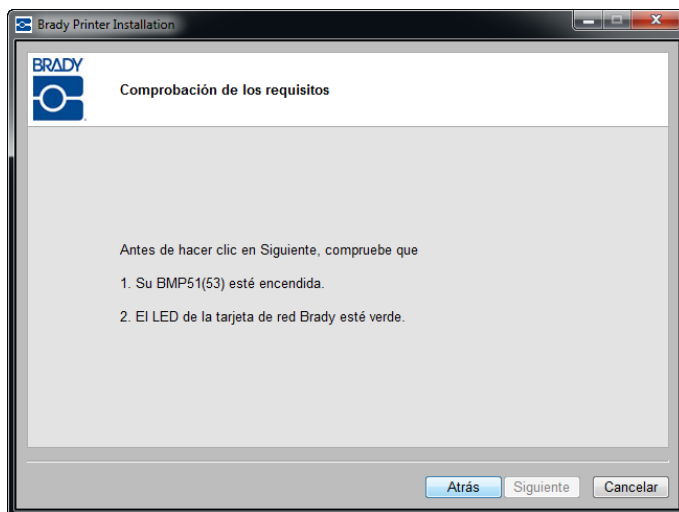 Brady Printer Installation
BRADY
Comprobación de los requisitos
Antes de hacer clic en Siguiente, compruebe que
1. Su BMP51(53) esté encendida.
2. El LED de la tarjeta de red Brady esté verde.
Atrás Siguiente Cancelar